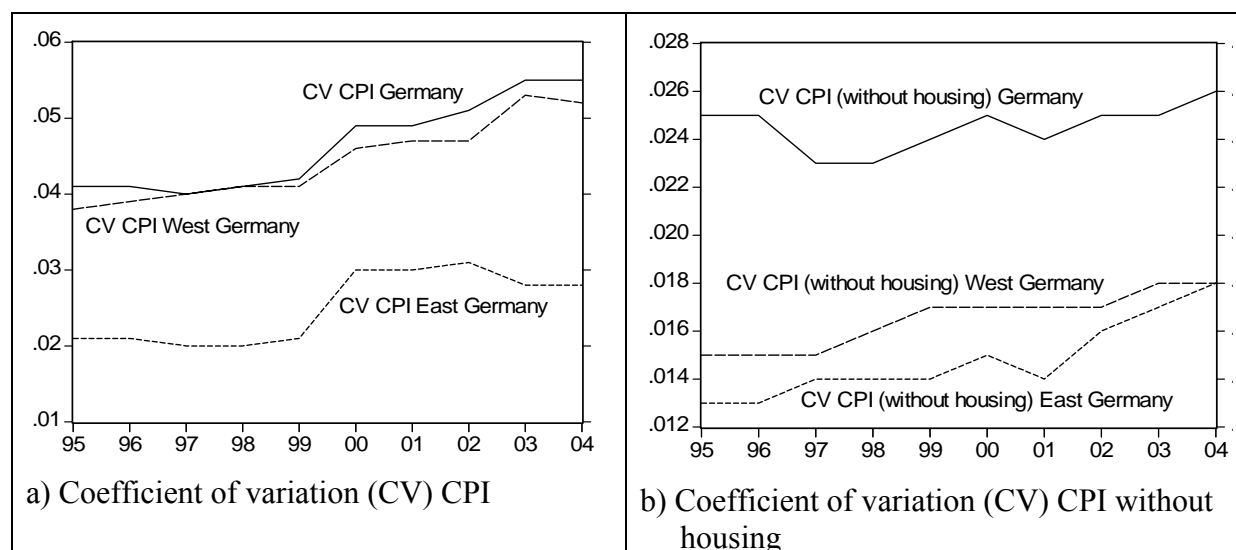 .06
.05
.04
.03
.02
.01
CV CPI Germany
CV CPI West Germany
CV CPI East Germany
95 96 97 98 99 00 01 02 03 04
a) Coefficient of variation (CV) CPI
.028
.026
.024
.022
.020
.018
.016
.014
.012
CV CPI (without housing) Germany
CV CPI (without housing) West Germany
CV CPI (without housing) East Germany
95 96 97 98 99 00 01 02 03 04
b) Coefficient of variation (CV) CPI without
housing